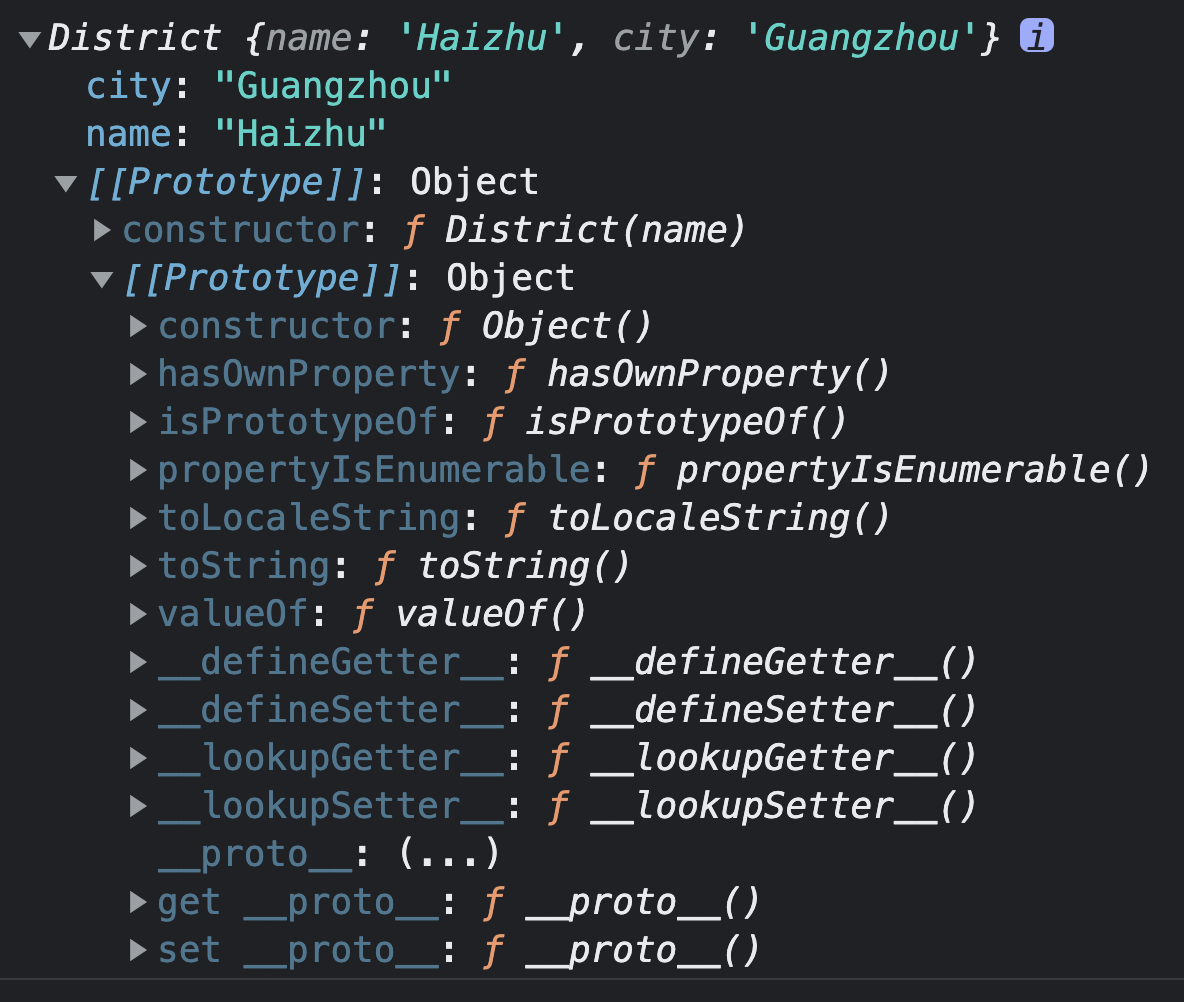 ▼District {name: 'Haizhu', city: 'Guangzhou'} i
city: "Guangzhou"
name: "Haizhu"
▼[[Prototype]]: Object
▶constructor: ƒ District(name)
▼[[Prototype]]: Object
▶constructor: ƒ Object()
▶hasOwnProperty: ƒ hasOwnProperty()
▶isPrototypeOf: ƒ isPrototypeOf()
▶propertyIsEnumerable: ƒ propertyIsEnumerable()
▶toLocaleString: ƒ toLocaleString()
▶toString: ƒ toString()
▶valueOf: ƒ valueOf()
▶__defineGetter__: ƒ __defineGetter__()
▶__defineSetter__: ƒ __defineSetter__()
▶__lookupGetter__: ƒ __lookupGetter__()
▶__lookupSetter__: ƒ __lookupSetter__()
__proto__: (...)
▶get __proto__: ƒ __proto__()
▶set __proto__: ƒ __proto__()